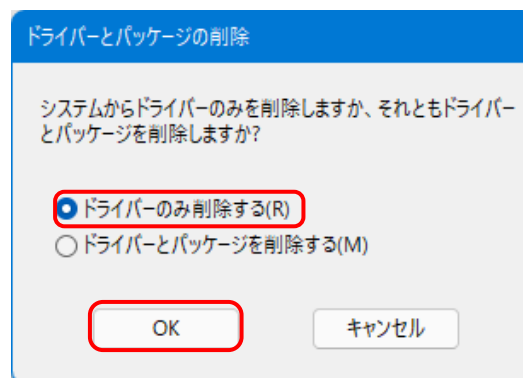 ドライバーとパッケージの削除
システムからドライバーのみを削除しますか、それともドライバー
とパッケージを削除しますか?
ドライバーのみ削除する(R)
ドライバーとパッケージを削除する(M)
OK キャンセル